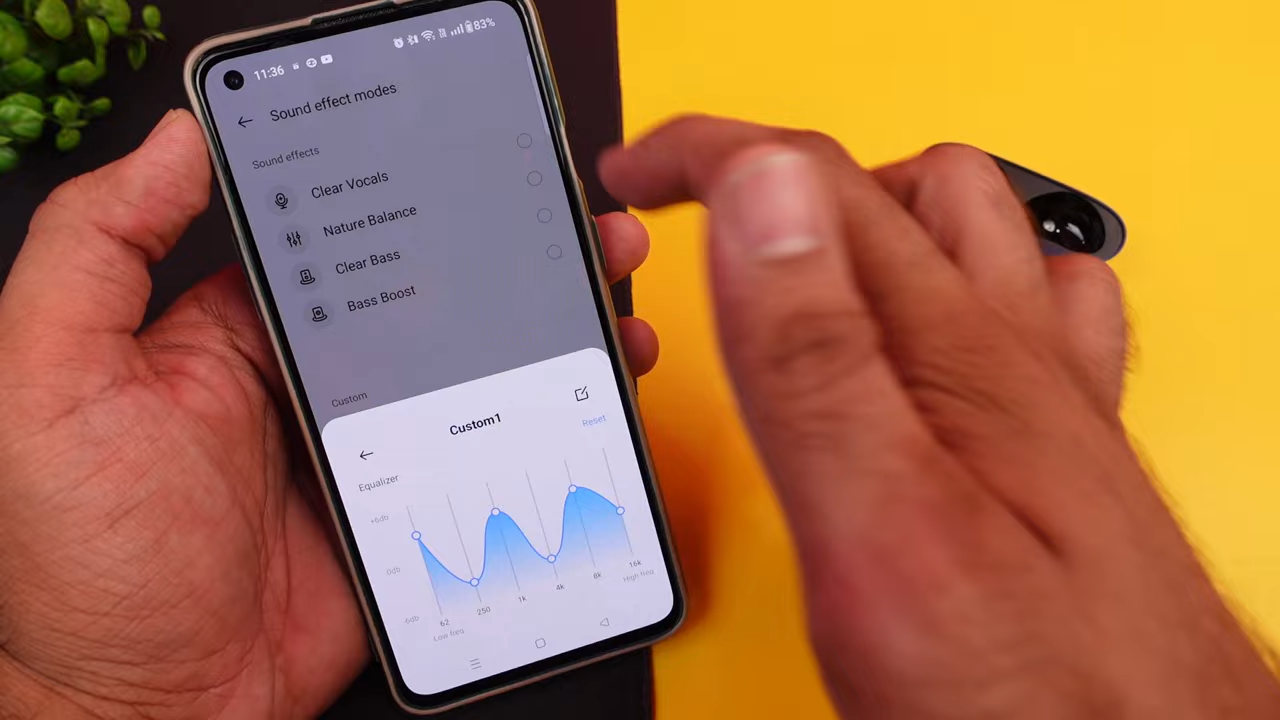 11:36
83%
Sound effect modes
Sound effects
Clear Vocals
Nature Balance
Clear Bass
Bass Boost
Custom
Custom1
Reset
Equalizer
+6db
0db
-6db
62 250 1k 4k 8k 16k
Low freq High freq